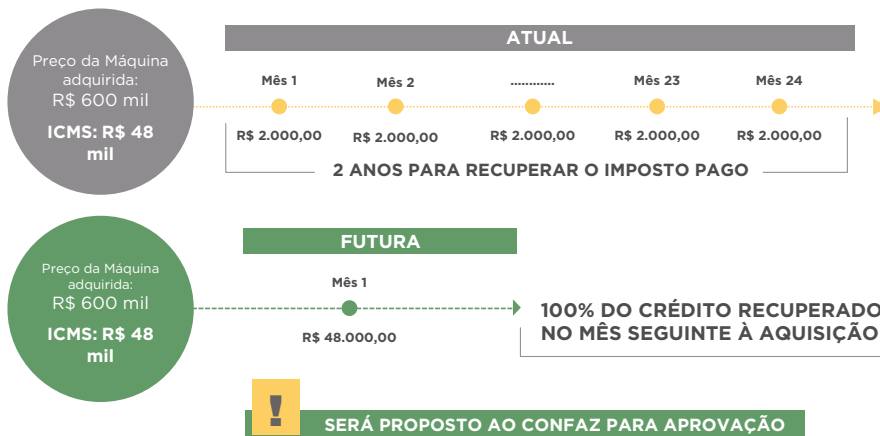 ATUAL
Preço da Máquina
adquirida:
R$ 600 mil
ICMS: R$ 48
mil
Mês 1
Mês 2
............
Mês 23
Mês 24
R$ 2.000,00
R$ 2.000,00
R$ 2.000,00
R$ 2.000,00
R$ 2.000,00
2 ANOS PARA RECUPERAR O IMPOSTO PAGO
FUTURA
Preço da Máquina
adquirida:
R$ 600 mil
ICMS: R$ 48
mil
Mês 1
R$ 48.000,00
100% DO CRÉDITO RECUPERADO
NO MÊS SEGUINTE À AQUISIÇÃO
!
SERÁ PROPOSTO AO CONFAZ PARA APROVAÇÃO